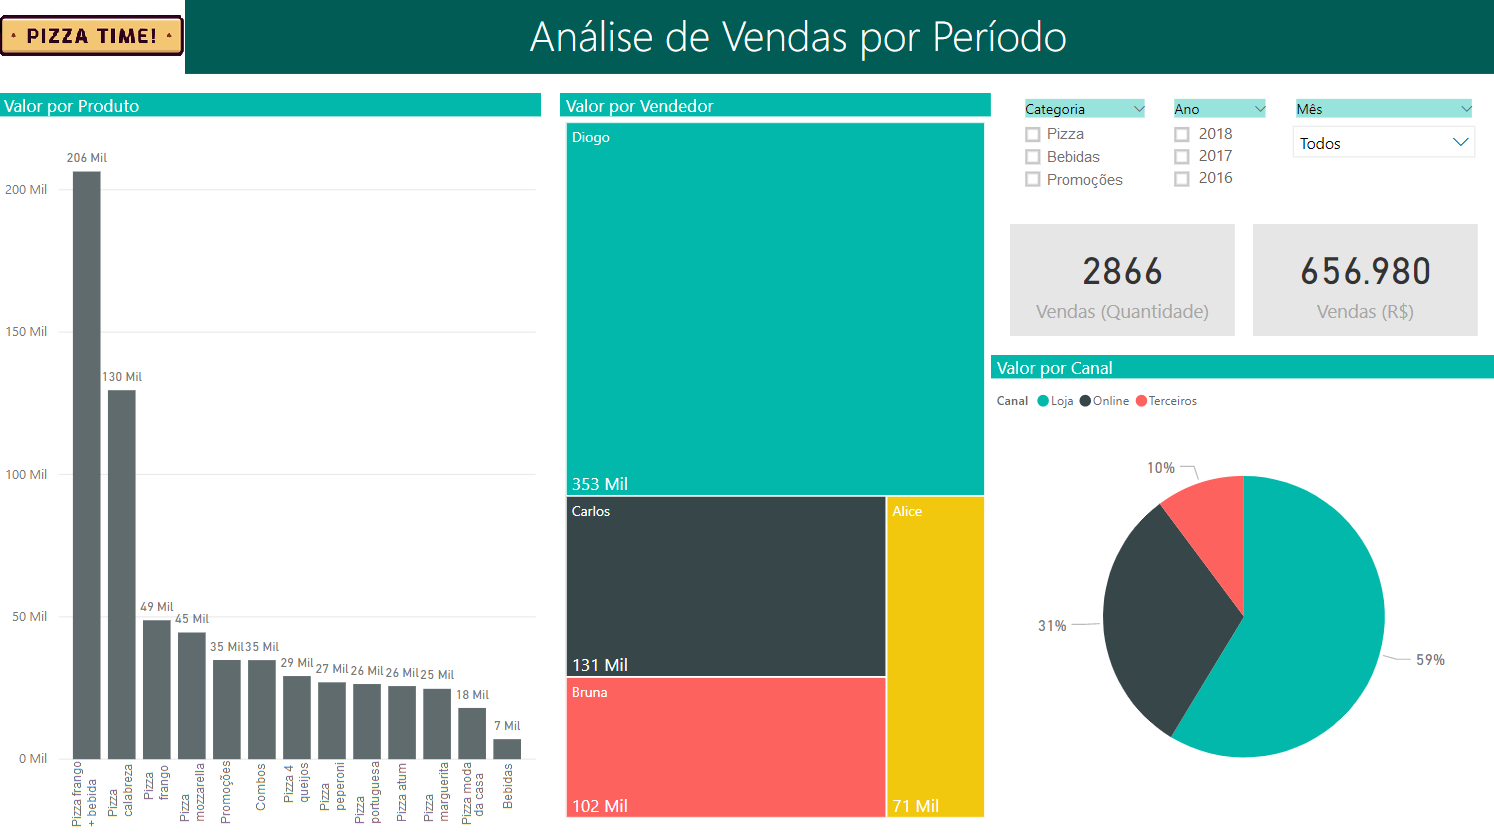 PIZZA TIME!
Análise de Vendas por Período
Valor por Produto
200 Mil
150 Mil
100 Mil
50 Mil
0 Mil
206 Mil
130 Mil
49 Mil
45 Mil
35 Mil
35 Mil
29 Mil
27 Mil
26 Mil
26 Mil
25 Mil
18 Mil
7 Mil
Pizza frango
+ bebida
Pizza
calabreza
Pizza
frango
Pizza
mozzarella
Promoções
Combos
Pizza 4
queijos
Pizza
peperoni
Pizza
portuguesa
Pizza atum
Pizza
marguerita
Pizza moda
da casa
Bebidas
Valor por Vendedor
Diogo
353 Mil
Carlos
131 Mil
Bruna
102 Mil
Alice
71 Mil
Categoria
Pizza
Bebidas
Promoções
Ano
2018
2017
2016
Mês
Todos
2866
Vendas (Quantidade)
656.980
Vendas (R$)
Valor por Canal
Canal Loja Online Terceiros
10%
31%
59%